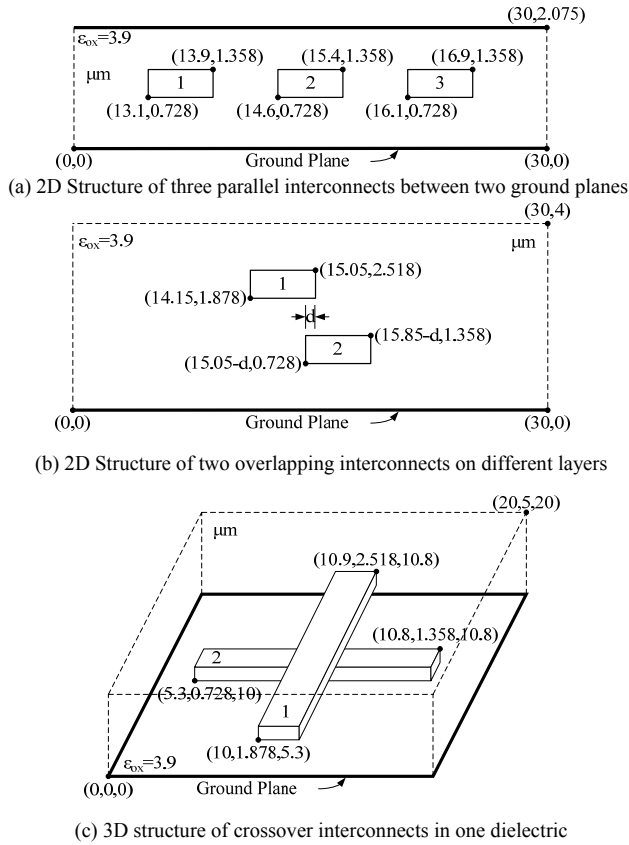 (30,2.075)
εox=3.9
(13.9,1.358)
(15.4,1.358)
(16.9,1.358)
μm
1
2
3
(13.1,0.728)
(14.6,0.728)
(16.1,0.728)
(0,0)
Ground Plane
(30,0)
(a) 2D Structure of three parallel interconnects between two ground planes
(30,4)
εox=3.9
μm
1
(15.05,2.518)
(14.15,1.878)
d
2
(15.85-d,1.358)
(15.05-d,0.728)
(0,0)
Ground Plane
(30,0)
(b) 2D Structure of two overlapping interconnects on different layers
(20,5,20)
μm
(10.9,2.518,10.8)
(10.8,1.358,10.8)
2
(5.3,0.728,10)
1
(10,1.878,5.3)
εox=3.9
(0,0,0)
Ground Plane
(c) 3D structure of crossover interconnects in one dielectric